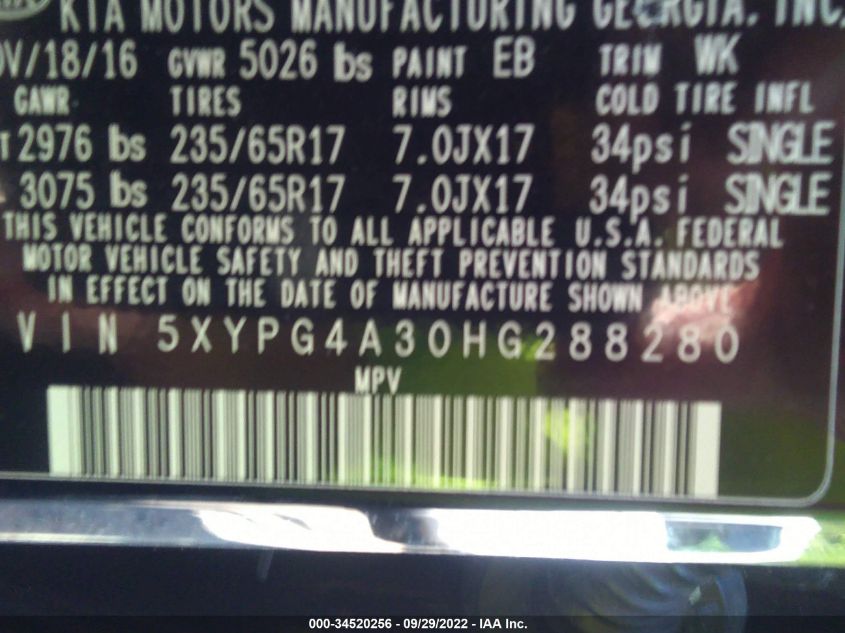 KIA MOTORS MANUFACTURING GEORGIA, INC.
OV/18/16 GVWR 5026 lbs PAINT EB TRIM WK
GAWR TIRES RIMS COLD TIRE INFL
T 2976 lbs 235/65R17 7.0JX17 34psi SINGLE
3075 lbs 235/65R17 7.0JX17 34psi SINGLE
THIS VEHICLE CONFORMS TO ALL APPLICABLE U.S.A. FEDERAL
MOTOR VEHICLE SAFETY AND THEFT PREVENTION STANDARDS
IN EFFECT ON THE DATE OF MANUFACTURE SHOWN ABOVE
VIN 5XYPG4A30HG288280
MPV
000-34520256 - 09/29/2022 - IAA Inc.